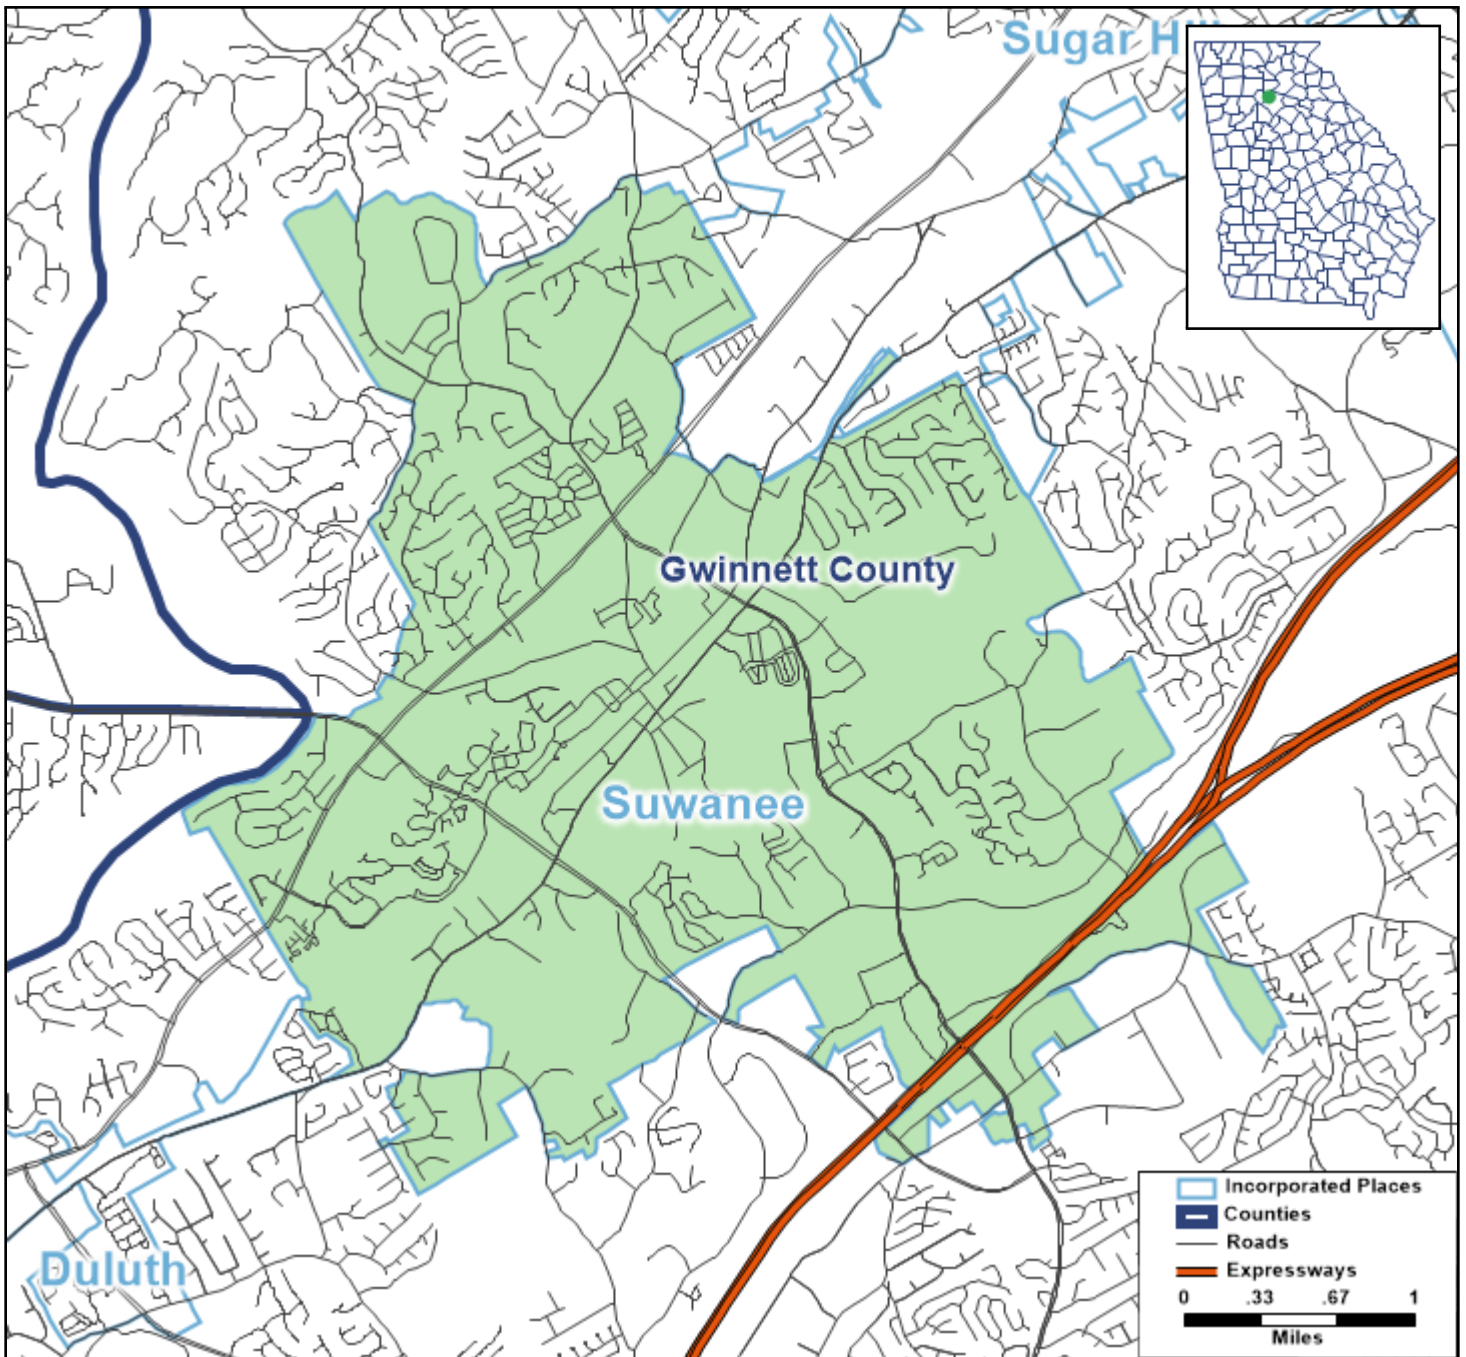 Sugar H
Gwinnett County
Suwanee
Duluth
Incorporated Places
Counties
Roads
Expressways
0 .33 .67 1
Miles